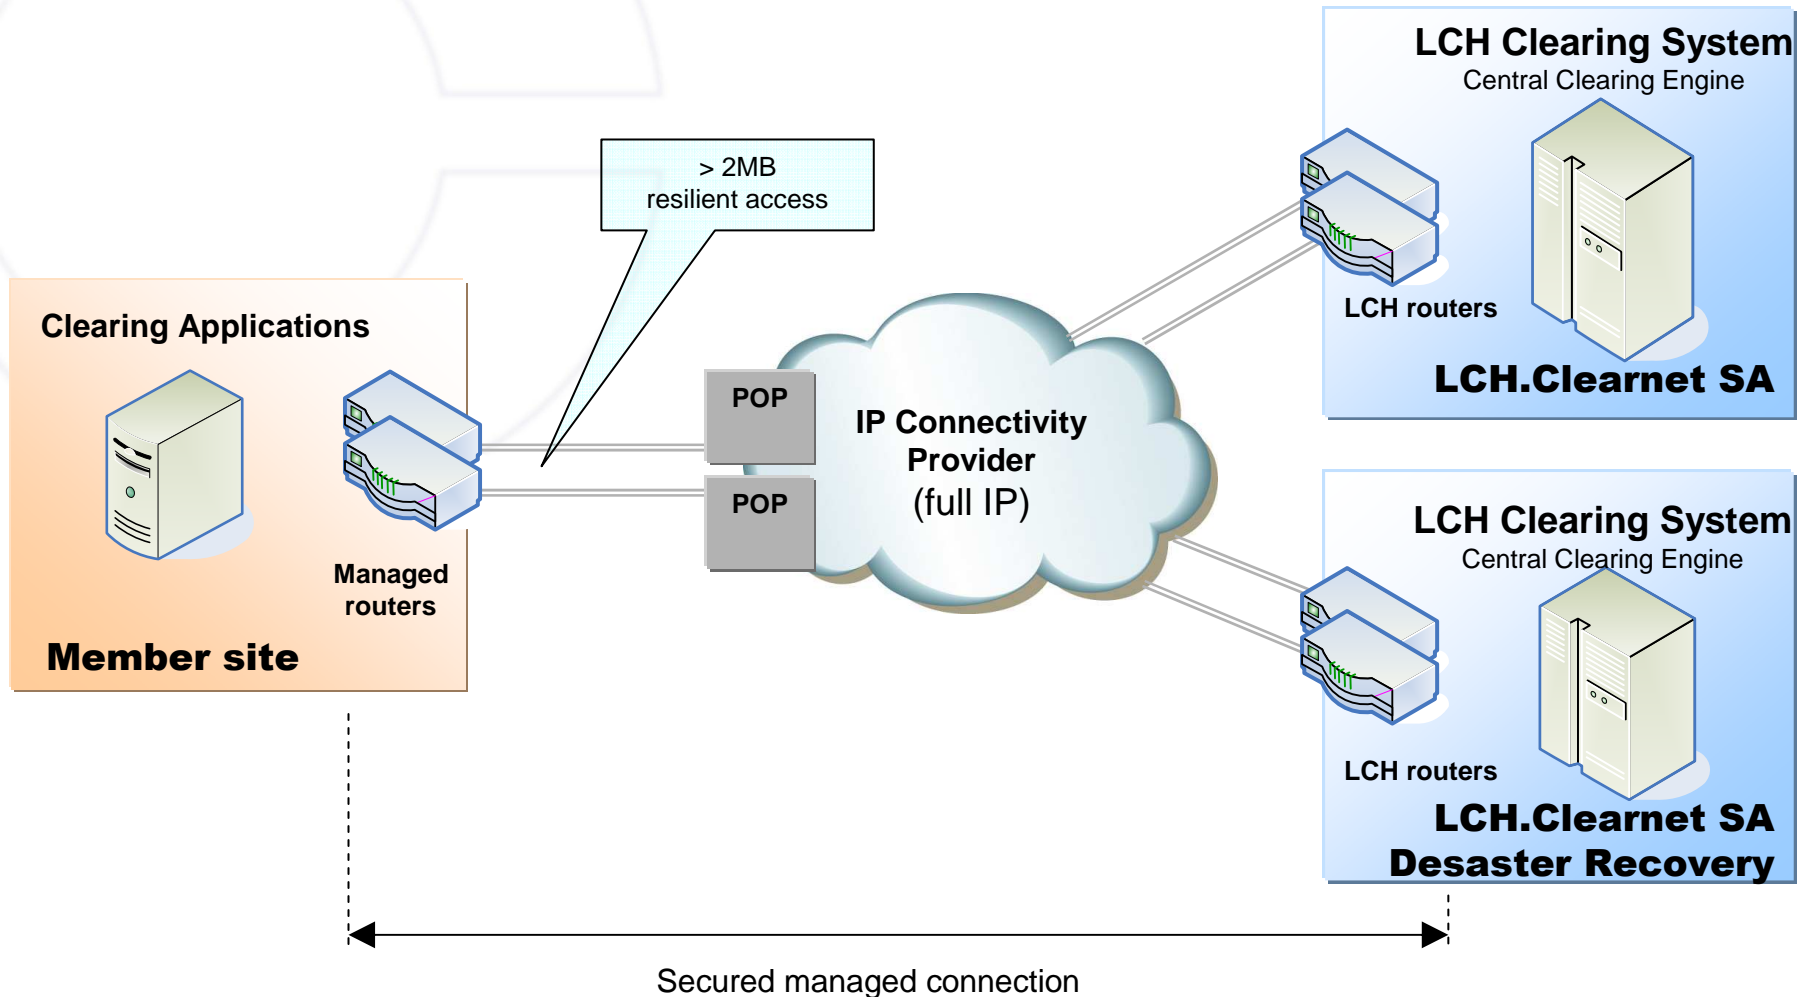 LCH Clearing System
Central Clearing Engine
> 2MB
resilient access
LCH routers
Clearing Applications
LCH.Clearnet SA
POP
IP Connectivity
Provider
(full IP)
POP
LCH Clearing System
Central Clearing Engine
Managed
routers
Member site
LCH routers
LCH.Clearnet SA
Desaster Recovery
Secured managed connection